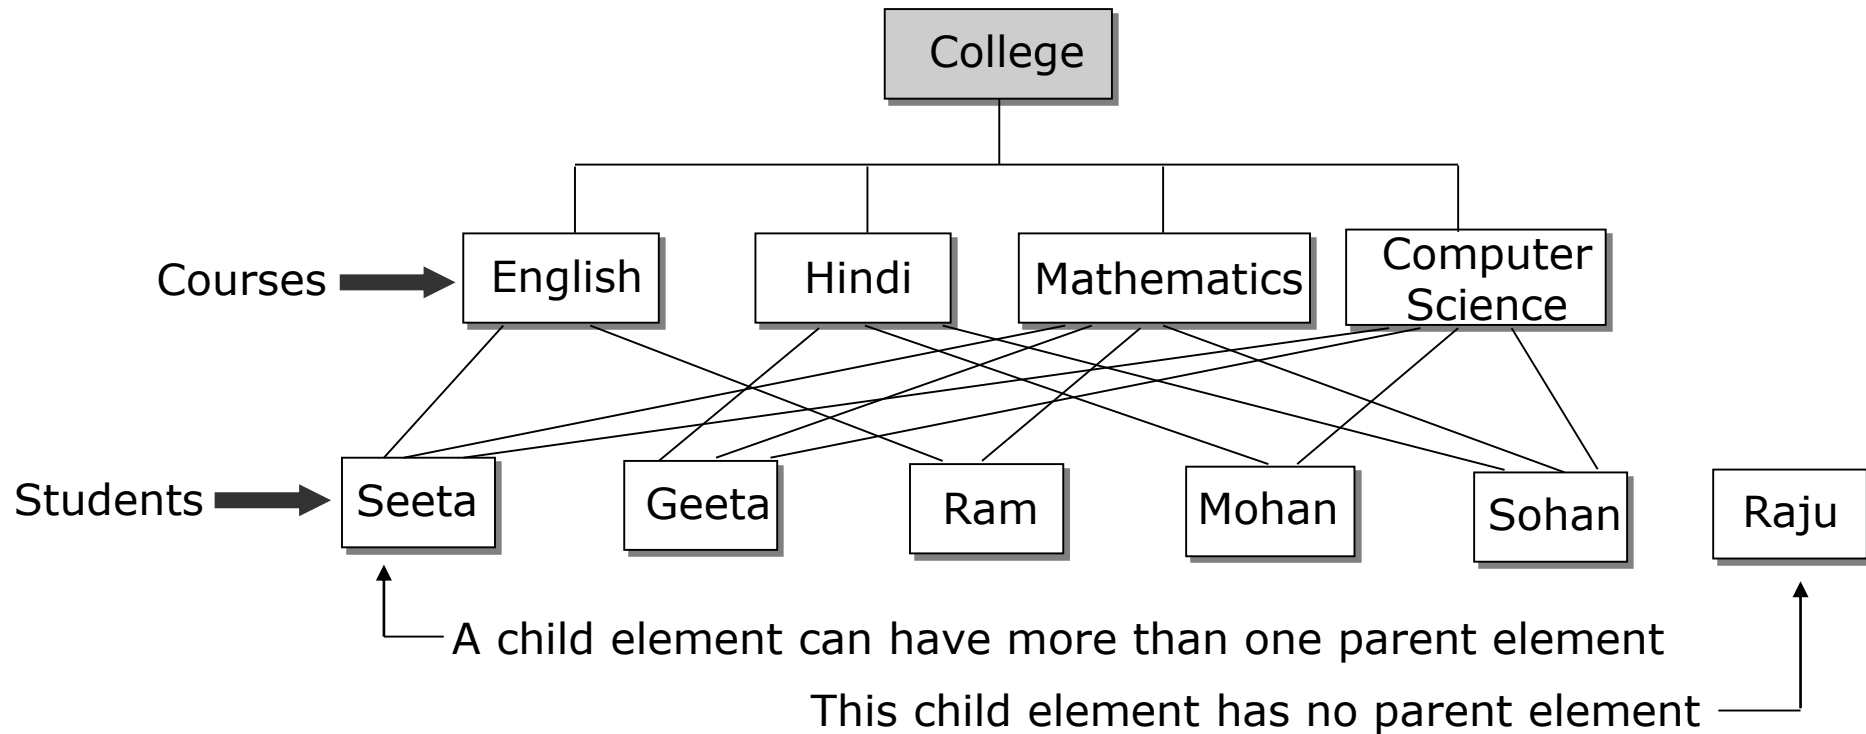 College
Courses
English
Hindi
Mathematics
Computer
Science
Students
Seeta
Geeta
Ram
Mohan
Sohan
Raju
A child element can have more than one parent element
This child element has no parent element